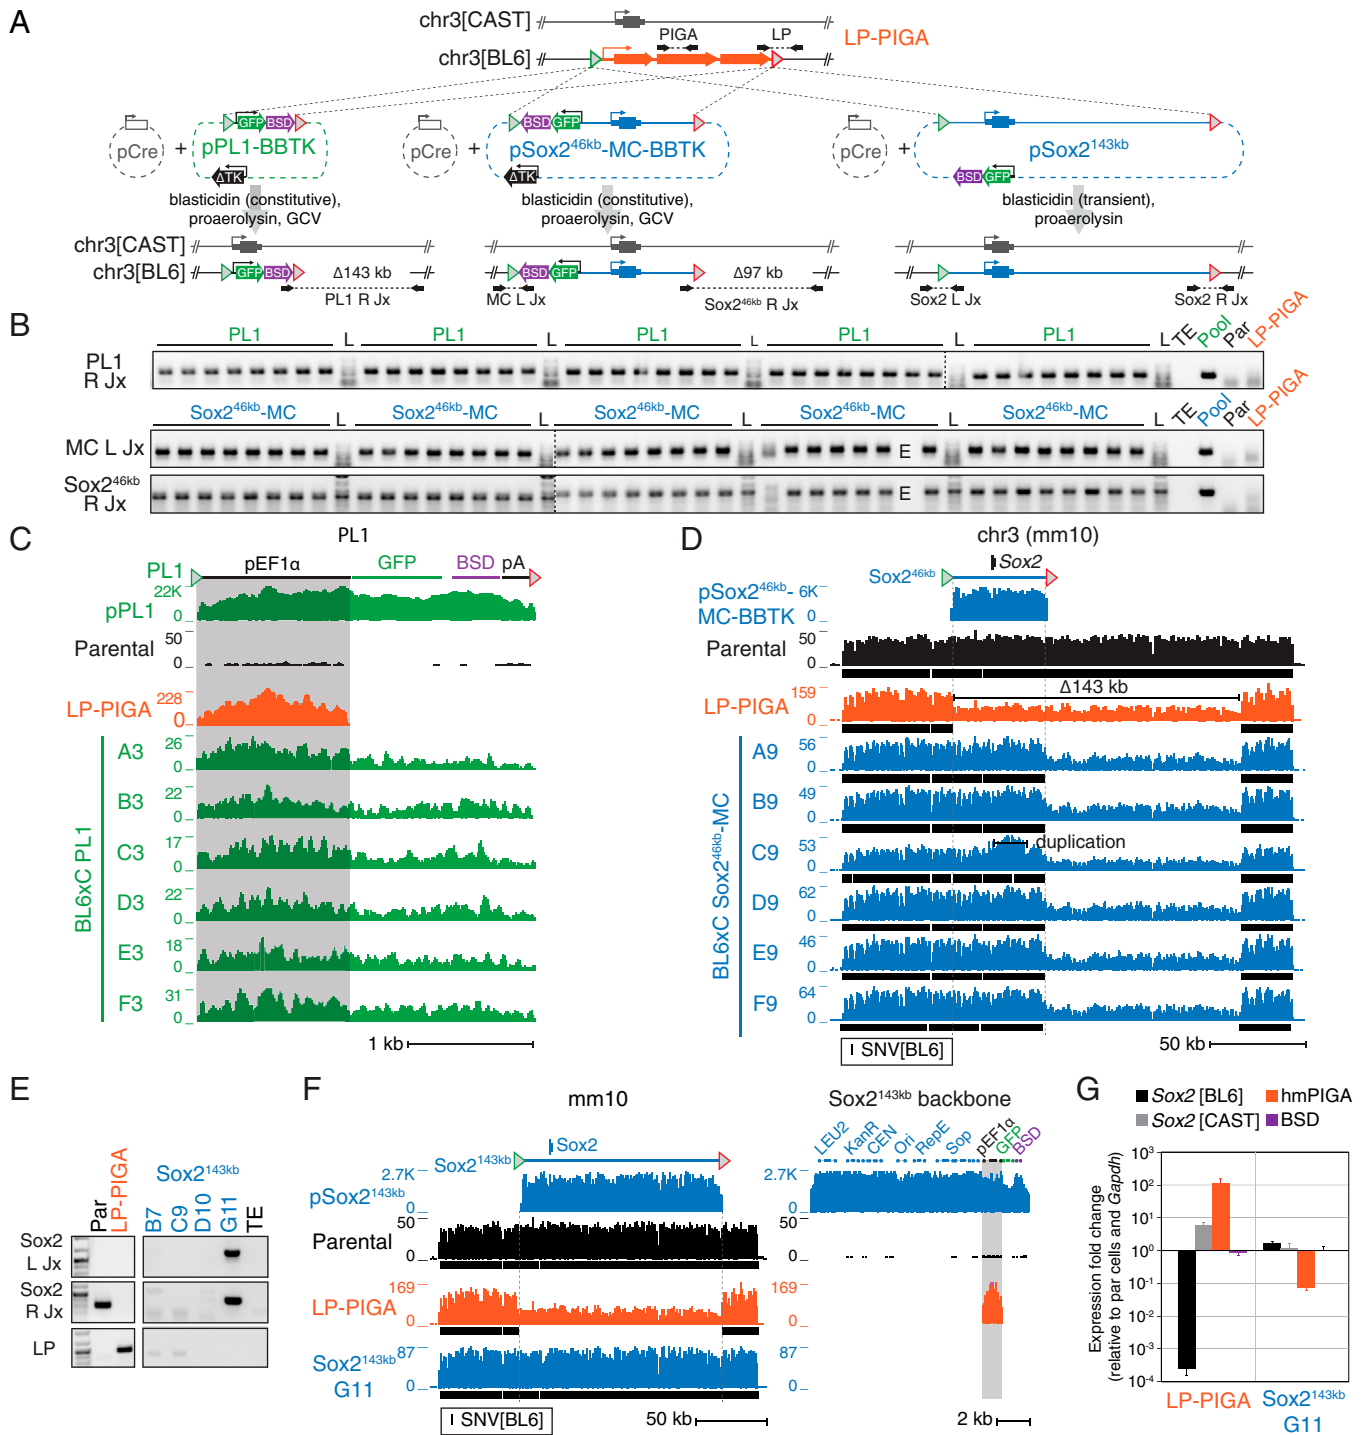 A
chr3[CAST]
PIGA LP
LP-PIGA
chr3[BL6]
GFP BSD
pCre + pPL1-BBTK
ΔTK
BSD GFP
pCre + pSox2^46kb-MC-BBTK
ΔTK
pCre + pSox2^143kb
BSD GFP
blasticidin (constitutive), proaerolysin, GCV
blasticidin (constitutive), proaerolysin, GCV
blasticidin (transient), proaerolysin
chr3[CAST]
chr3[BL6]
GFP BSD Δ143 kb
BSD GFP Δ97 kb
PL1 R Jx
MC L Jx Sox2^46kb R Jx
Sox2 L Jx Sox2 R Jx
B
PL1 L PL1 L PL1 L PL1 L PL1 L TE Pool Par LP-PIGA
PL1 R Jx
Sox2^46kb-MC L Sox2^46kb-MC L Sox2^46kb-MC L Sox2^46kb-MC L Sox2^46kb-MC L TE Pool Par LP-PIGA
MC L Jx E
Sox2^46kb R Jx E
C
PL1
PL1 pEF1α GFP BSD pA
pPL1 22K 0
Parental 50 0
LP-PIGA 228 0
BL6xC PL1
A3 26 0
B3 22 0
C3 17 0
D3 22 0
E3 18 0
F3 31 0
1 kb
D
chr3 (mm10)
Sox2
Sox2^46kb
pSox2^46kb-MC-BBTK 6K 0
Parental 50 0
LP-PIGA 159 0 Δ143 kb
BL6xC Sox2^46kb-MC
A9 56 0
B9 49 0
C9 53 0 duplication
D9 62 0
E9 46 0
F9 64 0
SNV[BL6] 50 kb
E
Par LP-PIGA
Sox2^143kb
B7 C9 D10 G11 TE
Sox2 L Jx
Sox2 R Jx
LP
F
mm10
Sox2
Sox2^143kb
pSox2^143kb 2.7K 0
Parental 50 0
LP-PIGA 169 0
Sox2^143kb G11 87 0
SNV[BL6] 50 kb
Sox2^143kb backbone
LEU2 KanR CEN Ori RepE Sop pEF1α GFP BSD
2.7K 0
50 0
169 0
87 0
2 kb
G
Sox2 [BL6] hmPIGA
Sox2 [CAST] BSD
Expression fold change
(relative to par cells and Gapdh)
10^3
10^2
10^1
10^0
10^-1
10^-2
10^-3
10^-4
LP-PIGA Sox2^143kb G11